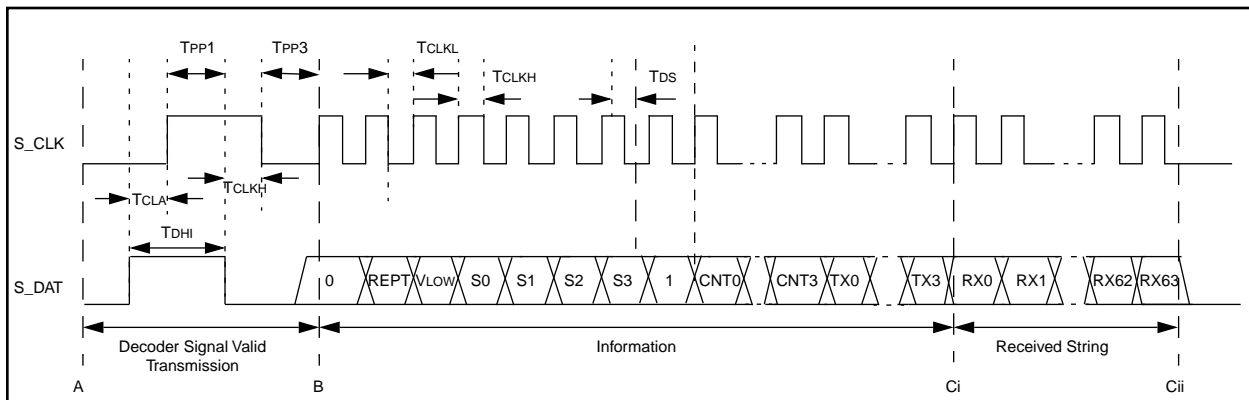 TPP1 TPP3 TCLKL
TCLKH TDS
S_CLK
TCLA TCLKH
TDHI
S_DAT 0 REPT VLOW S0 S1 S2 S3 1 CNT0 CNT3 TX0 TX3 RX0 RX1 RX62 RX63
Decoder Signal Valid
Transmission
Information
Received String
A B Ci Cii